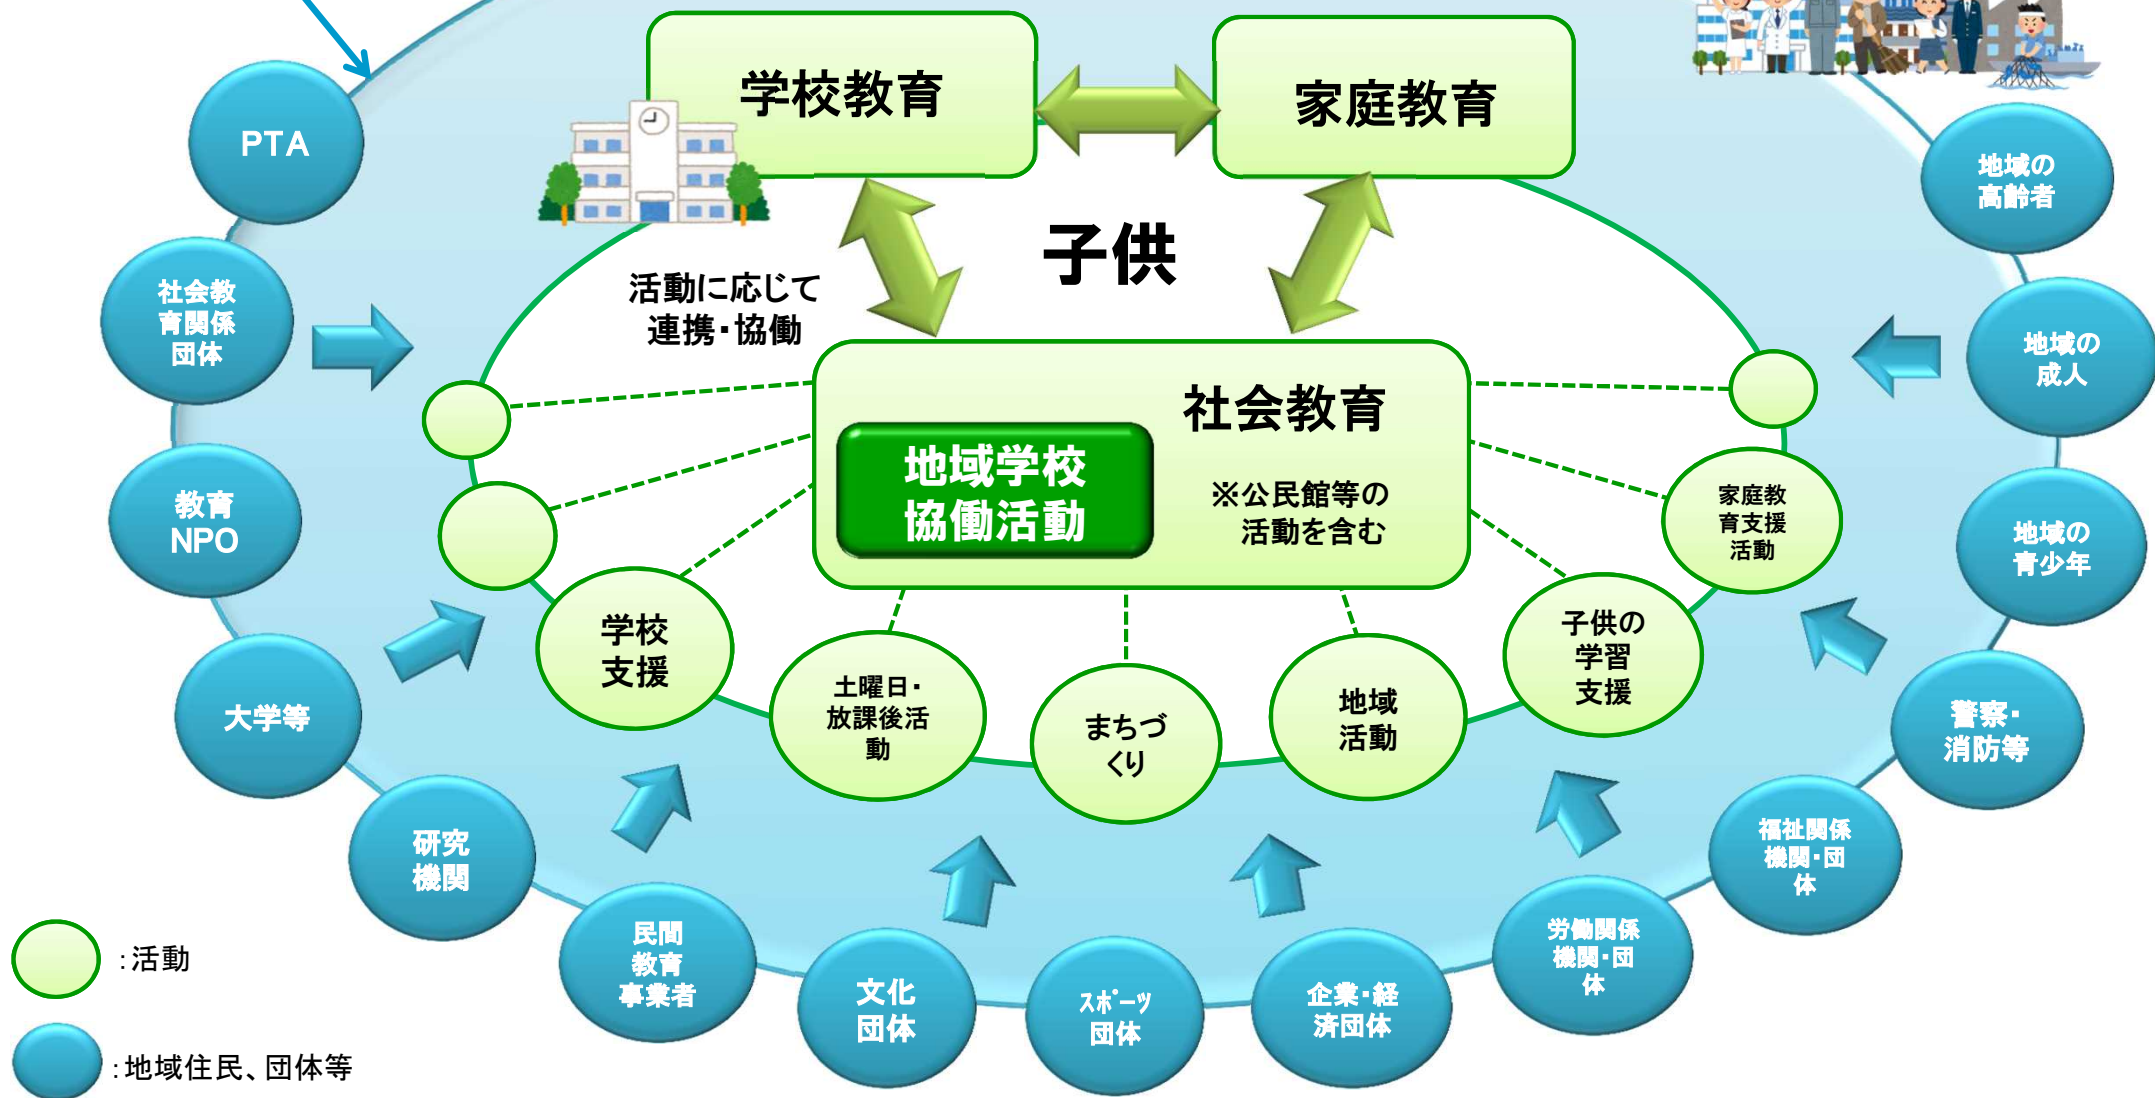 学校教育
家庭教育
子供
活動に応じて
連携・協働
社会教育
地域学校
協働活動
※公民館等の
活動を含む
学校
支援
土曜日・
放課後活
動
まちづ
くり
地域
活動
子供の
学習
支援
家庭教
育支援
活動
PTA
社会教
育関係
団体
教育
NPO
大学等
研究
機関
民間
教育
事業者
文化
団体
スポーツ
団体
企業・経
済団体
労働関係
機関・団
体
福祉関係
機関・団
体
警察・
消防等
地域の
青少年
地域の
成人
地域の
高齢者
：活動
：地域住民、団体等